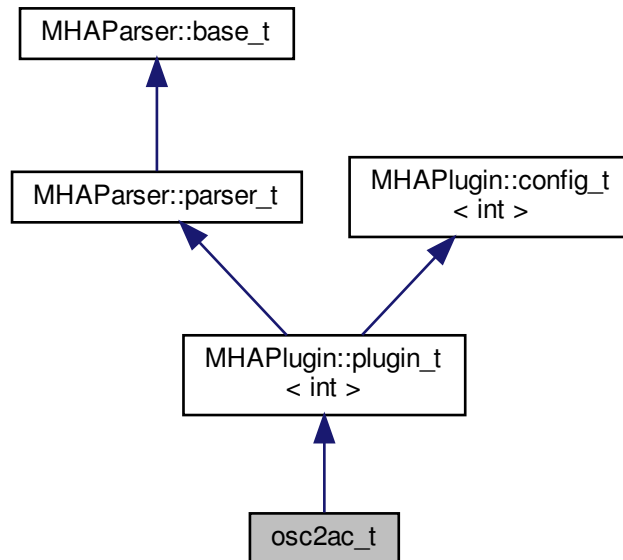 MHAParser::base_t
MHAParser::parser_t
MHAPlugin::config_t
< int >
MHAPlugin::plugin_t
< int >
osc2ac_t